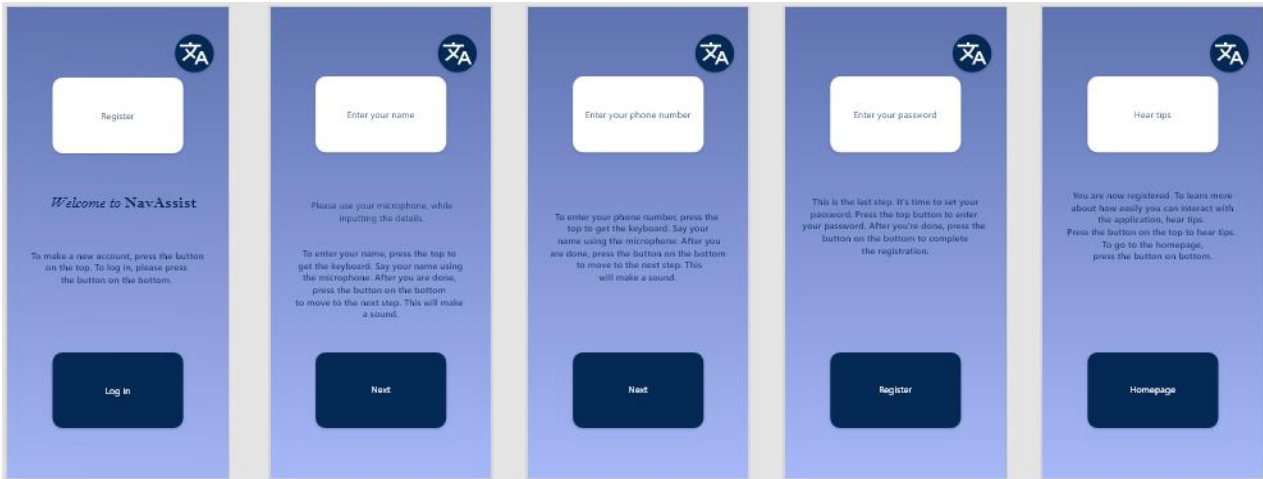 文A
Register
Welcome to NavAssist
To make a new account, press the button
on the top. To log in, please press
the button on the bottom.
Log in
文A
Enter your name
Please use your microphone, while
inputting the details.
To enter your name, press the top to
get the keyboard. Say your name using
the microphone. After you are done,
press the button on the bottom
to move to the next step. This will make
a sound.
Next
文A
Enter your phone number
To enter your phone number, press the
top to get the keyboard. Say your
name using the microphone. After you
are done, press the button on the bottom
to move to the next step. This
will make a sound.
Next
文A
Enter your password
This is the last step. It's time to set your
password. Press the top button to enter
your password. After you're done, press the
button on the bottom to complete
the registration.
Register
文A
Hear tips
You are now registered. To learn more
about how easily you can interact with
the application, hear tips.
Press the button on the top to hear tips.
To go to the homepage,
press the button on bottom.
Homepage